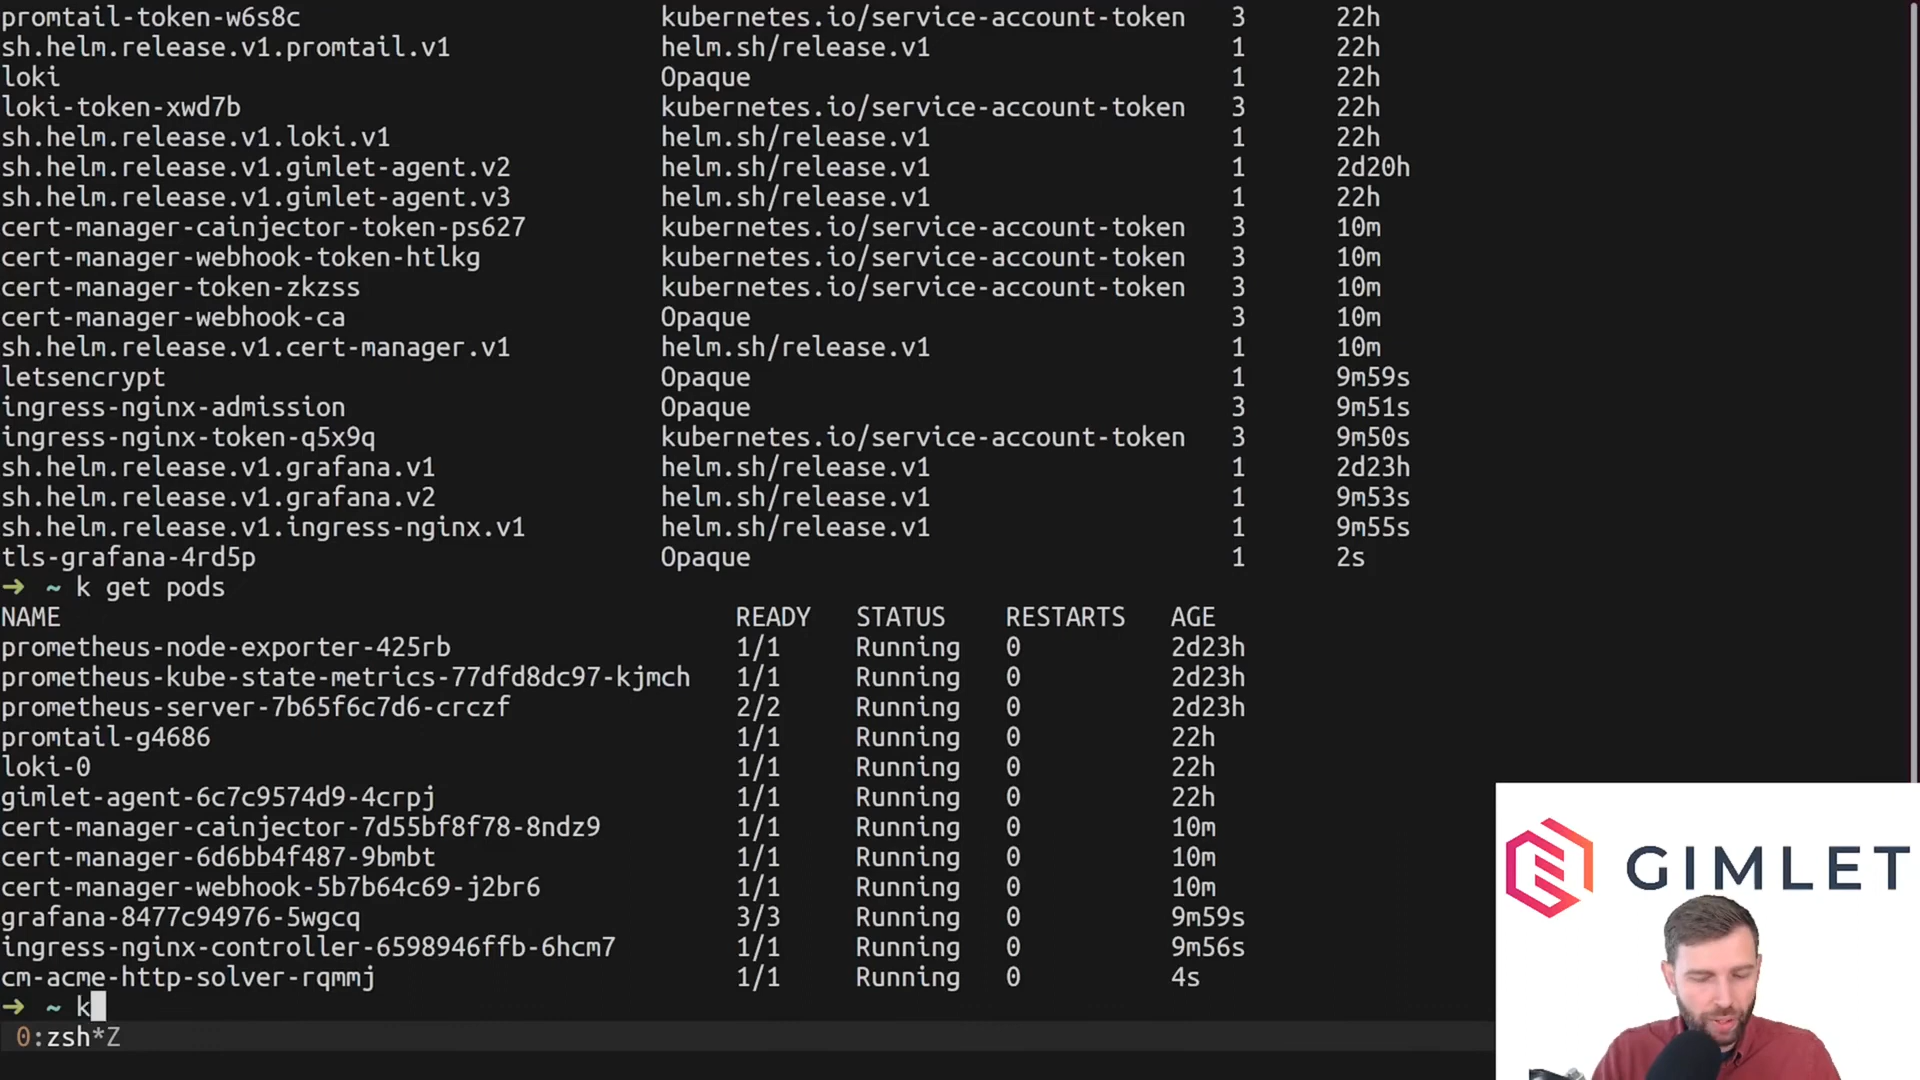 promtail-token-w6s8c kubernetes.io/service-account-token 3 22h
sh.helm.release.v1.promtail.v1 helm.sh/release.v1 1 22h
loki Opaque 1 22h
loki-token-xwd7b kubernetes.io/service-account-token 3 22h
sh.helm.release.v1.loki.v1 helm.sh/release.v1 1 22h
sh.helm.release.v1.gimlet-agent.v2 helm.sh/release.v1 1 2d20h
sh.helm.release.v1.gimlet-agent.v3 helm.sh/release.v1 1 22h
cert-manager-cainjector-token-ps627 kubernetes.io/service-account-token 3 10m
cert-manager-webhook-token-htlkg kubernetes.io/service-account-token 3 10m
cert-manager-token-zkzss kubernetes.io/service-account-token 3 10m
cert-manager-webhook-ca Opaque 3 10m
sh.helm.release.v1.cert-manager.v1 helm.sh/release.v1 1 10m
letsencrypt Opaque 1 9m59s
ingress-nginx-admission Opaque 3 9m51s
ingress-nginx-token-q5x9q kubernetes.io/service-account-token 3 9m50s
sh.helm.release.v1.grafana.v1 helm.sh/release.v1 1 2d23h
sh.helm.release.v1.grafana.v2 helm.sh/release.v1 1 9m53s
sh.helm.release.v1.ingress-nginx.v1 helm.sh/release.v1 1 9m55s
tls-grafana-4rd5p Opaque 1 2s
➜ ~ k get pods
NAME READY STATUS RESTARTS AGE
prometheus-node-exporter-425rb 1/1 Running 0 2d23h
prometheus-kube-state-metrics-77dfd8dc97-kjmch 1/1 Running 0 2d23h
prometheus-server-7b65f6c7d6-crczf 2/2 Running 0 2d23h
promtail-g4686 1/1 Running 0 22h
loki-0 1/1 Running 0 22h
gimlet-agent-6c7c9574d9-4crpj 1/1 Running 0 22h
cert-manager-cainjector-7d55bf8f78-8ndz9 1/1 Running 0 10m
cert-manager-6d6bb4f487-9bmbt 1/1 Running 0 10m
cert-manager-webhook-5b7b64c69-j2br6 1/1 Running 0 10m
grafana-8477c94976-5wgcq 3/3 Running 0 9m59s
ingress-nginx-controller-6598946ffb-6hcm7 1/1 Running 0 9m56s
cm-acme-http-solver-rqmmj 1/1 Running 0 4s
➜ ~ k
0:zsh*Z
GIMLET